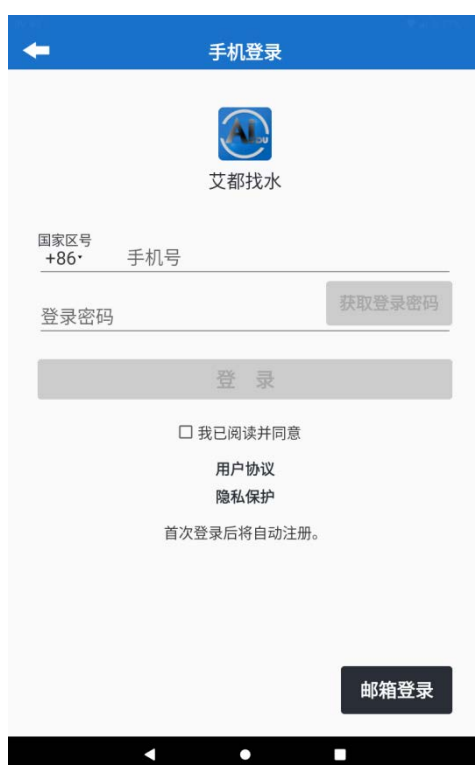 手机登录
AIDU
艾都找水
国家区号
+86
手机号
登录密码
获取登录密码
登 录
我已阅读并同意
用户协议
隐私保护
首次登录后将自动注册。
邮箱登录